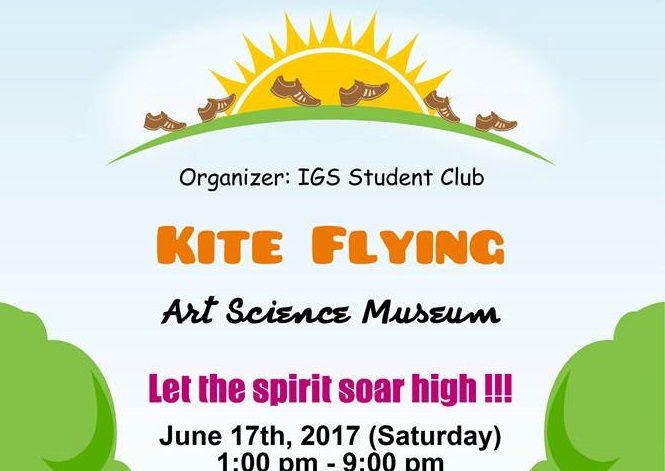 Organizer: IGS Student Club
Kite Flying
Art Science Museum
Let the spirit soar high !!!
June 17th, 2017 (Saturday)
1:00 pm - 9:00 pm